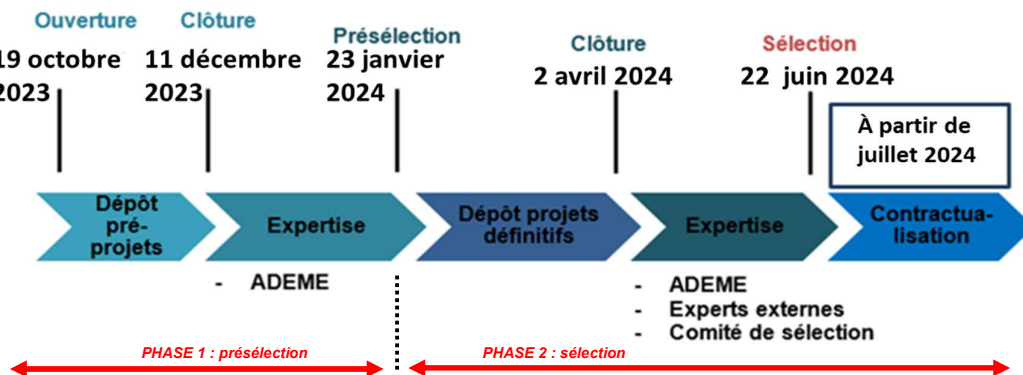 Ouverture
19 octobre
2023
Clôture
11 décembre
2023
Présélection
23 janvier
2024
Clôture
2 avril 2024
Sélection
22 juin 2024
À partir de
juillet 2024
Dépôt
pré-
projets
Expertise
Dépôt projets
définitifs
Expertise
Contractua-
lisation
- ADEME
- ADEME
- Experts externes
- Comité de sélection
PHASE 1 : présélection
PHASE 2 : sélection